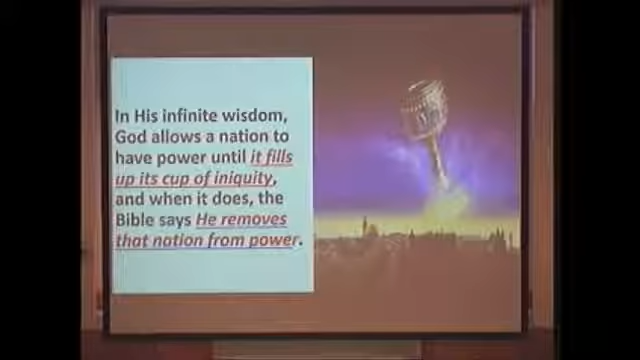 In His infinite wisdom,
God allows a nation to
have power until it fills
up its cup of iniquity,
and when it does, the
Bible says He removes
that nation from power.